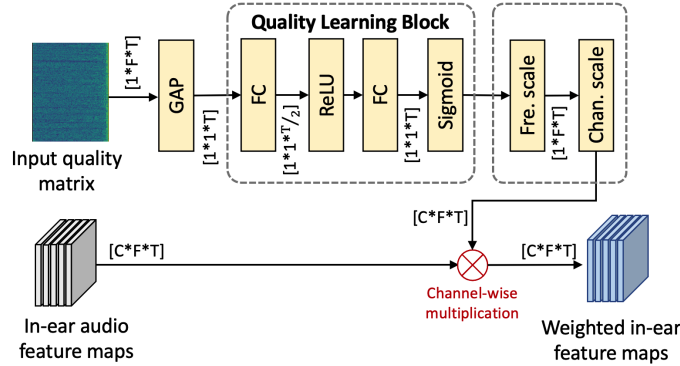 Quality Learning Block
[1*F*T]
GAP
[1*1*T]
FC
[1*1*T/2]
ReLU
FC
[1*1*T]
Sigmoid
Fre. scale
[1*F*T]
Chan. scale
Input quality
matrix
[C*F*T]
[C*F*T]
[C*F*T]
Channel-wise
multiplication
In-ear audio
feature maps
Weighted in-ear
feature maps